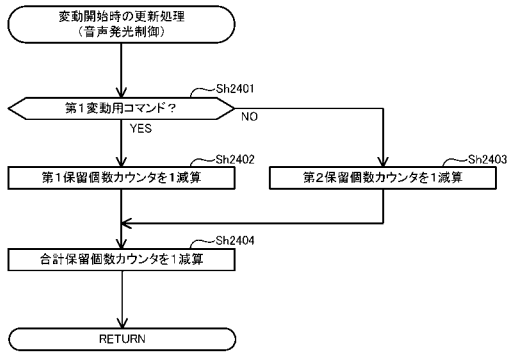 変動開始時の更新処理
(音声発光制御)
Sh2401
第1変動用コマンド?
YES
NO
Sh2402
第1保留個数カウンタを1減算
Sh2403
第2保留個数カウンタを1減算
Sh2404
合計保留個数カウンタを1減算
RETURN